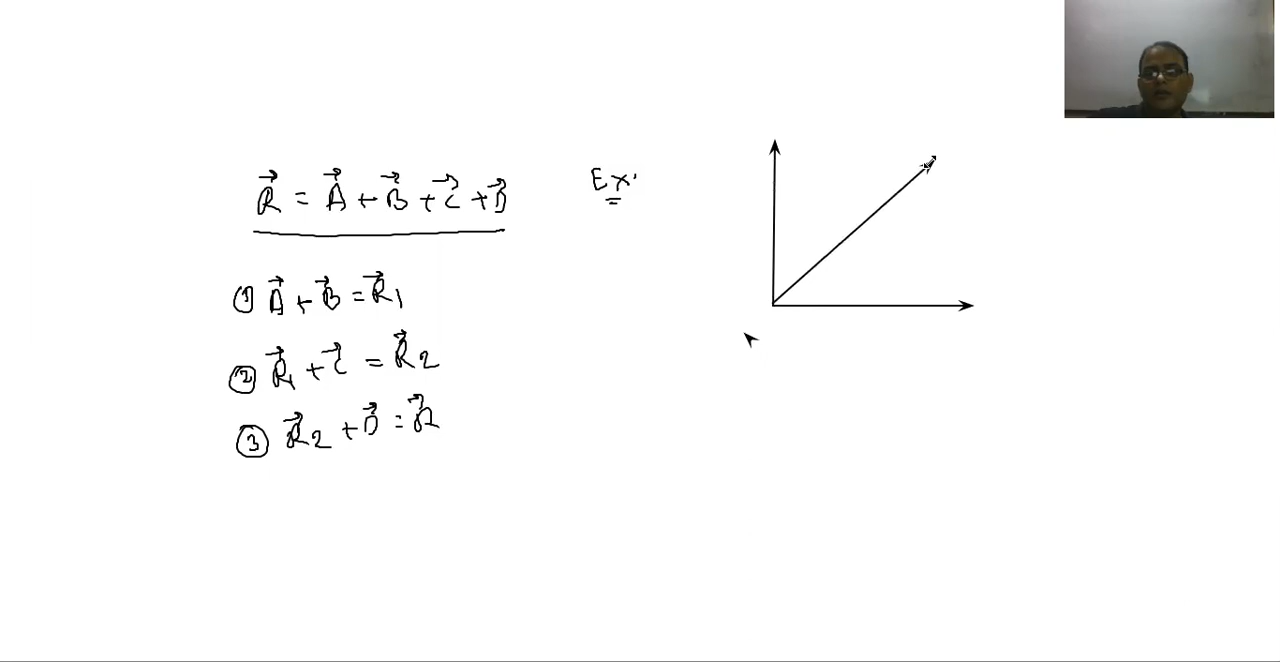 R⃗ = A⃗ + B⃗ + C⃗ + D⃗
Ex.
① A⃗ + B⃗ = R⃗1
② R⃗1 + C⃗ = R⃗2
③ R⃗2 + D⃗ = R⃗